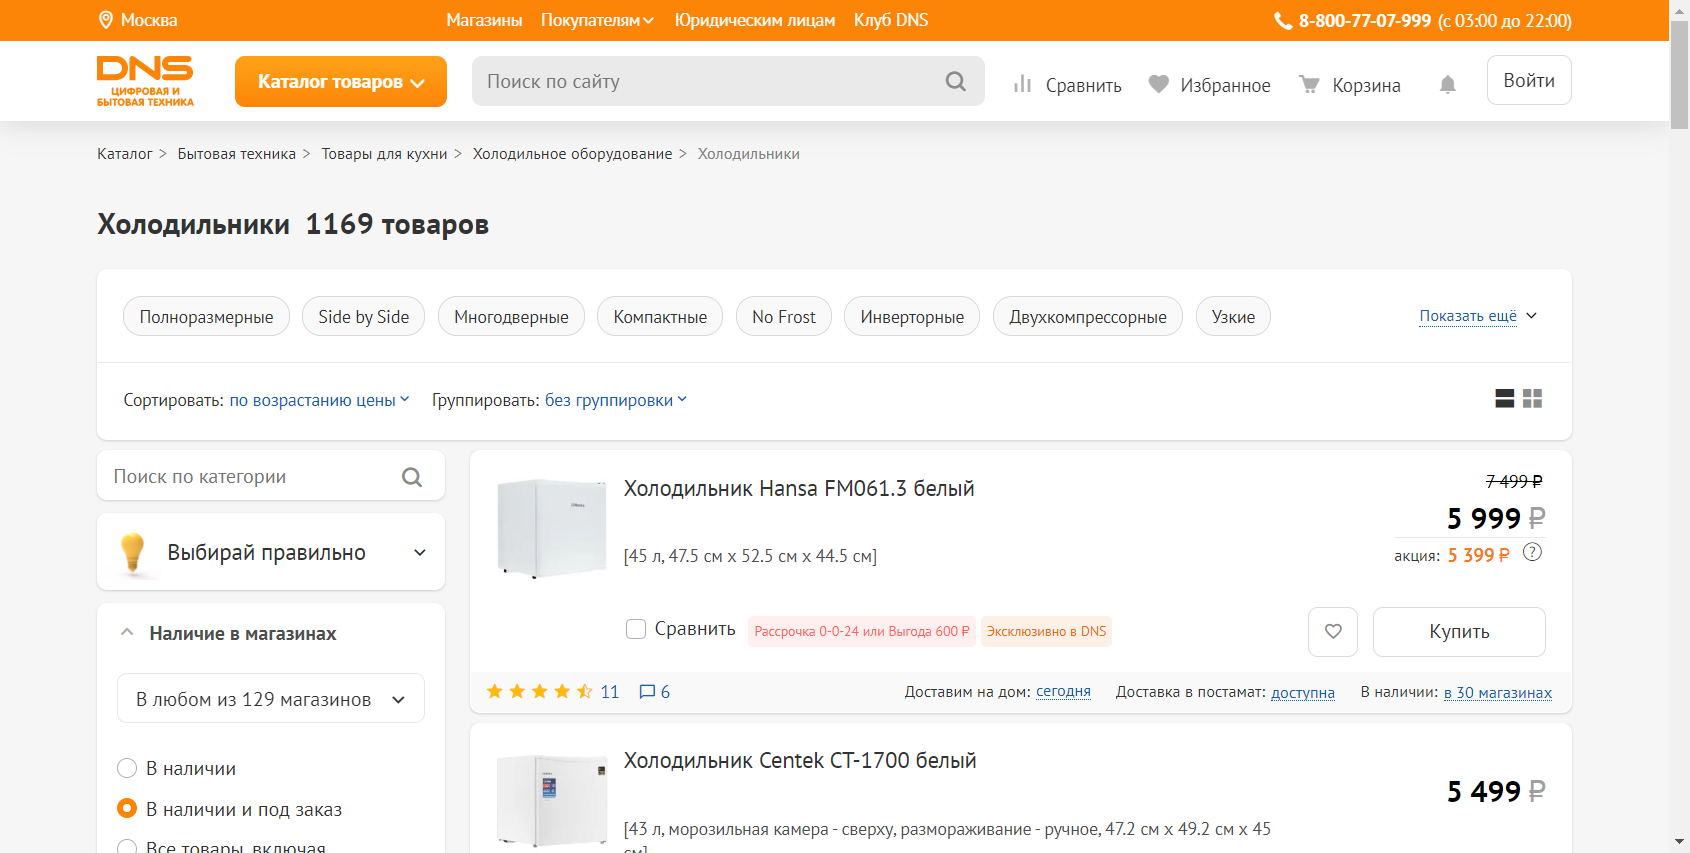 Москва
Магазины Покупателям Юридическим лицам Клуб DNS
8-800-77-07-999 (с 03:00 до 22:00)
DNS
ЦИФРОВАЯ И
БЫТОВАЯ ТЕХНИКА
Каталог товаров
Поиск по сайту
Сравнить
Избранное
Корзина
Войти
Каталог > Бытовая техника > Товары для кухни > Холодильное оборудование > Холодильники
Холодильники 1169 товаров
Полноразмерные Side by Side Многодверные Компактные No Frost Инверторные Двухкомпрессорные Узкие
Показать ещё
Сортировать: по возрастанию цены Группировать: без группировки
Поиск по категории
Выбирай правильно
Наличие в магазинах
В любом из 129 магазинов
В наличии
В наличии и под заказ
Все товары, включая
Холодильник Hansa FM061.3 белый
7 499 ₽
5 999 ₽
[45 л, 47.5 см x 52.5 см x 44.5 см]
акция: 5 399 ₽ ?
Сравнить
Рассрочка 0-0-24 или Выгода 600 ₽
Эксклюзивно в DNS
Купить
11 6
Доставим на дом: сегодня Доставка в постамат: доступна В наличии: в 30 магазинах
Холодильник Centek CT-1700 белый
5 499 ₽
[43 л, морозильная камера - сверху, размораживание - ручное, 47.2 см x 49.2 см x 45
см]